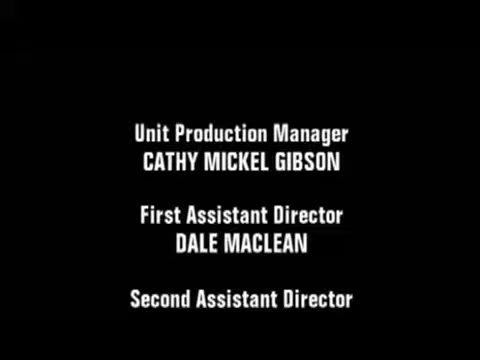 Unit Production Manager
CATHY MICKEL GIBSON
First Assistant Director
DALE MACLEAN
Second Assistant Director